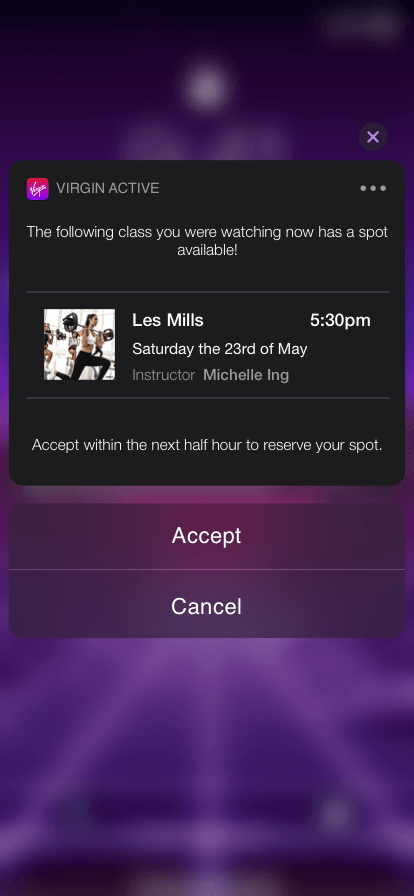 Virgin
VIRGIN ACTIVE
The following class you were watching now has a spot
available!
Les Mills
5:30pm
Saturday the 23rd of May
Instructor Michelle Ing
Accept within the next half hour to reserve your spot.
Accept
Cancel